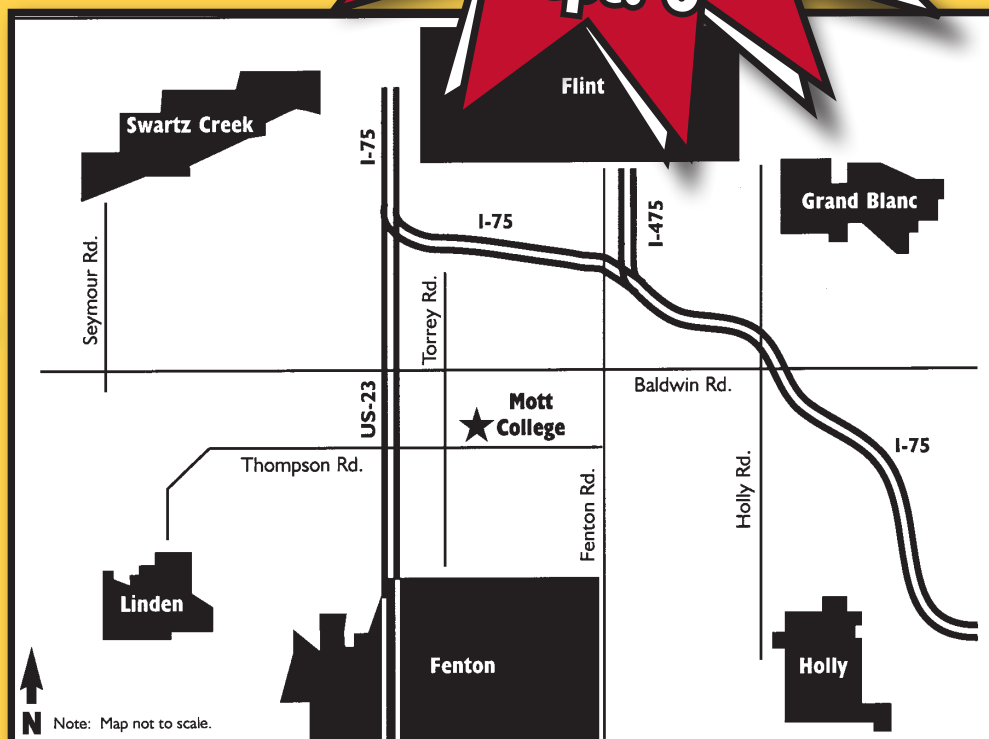 Flint
Swartz Creek
I-75
Grand Blanc
I-475
I-75
Seymour Rd.
Torrey Rd.
Baldwin Rd.
US-23
Mott
College
I-75
Thompson Rd.
Fenton Rd.
Holly Rd.
Linden
Fenton
Holly
N
Note: Map not to scale.